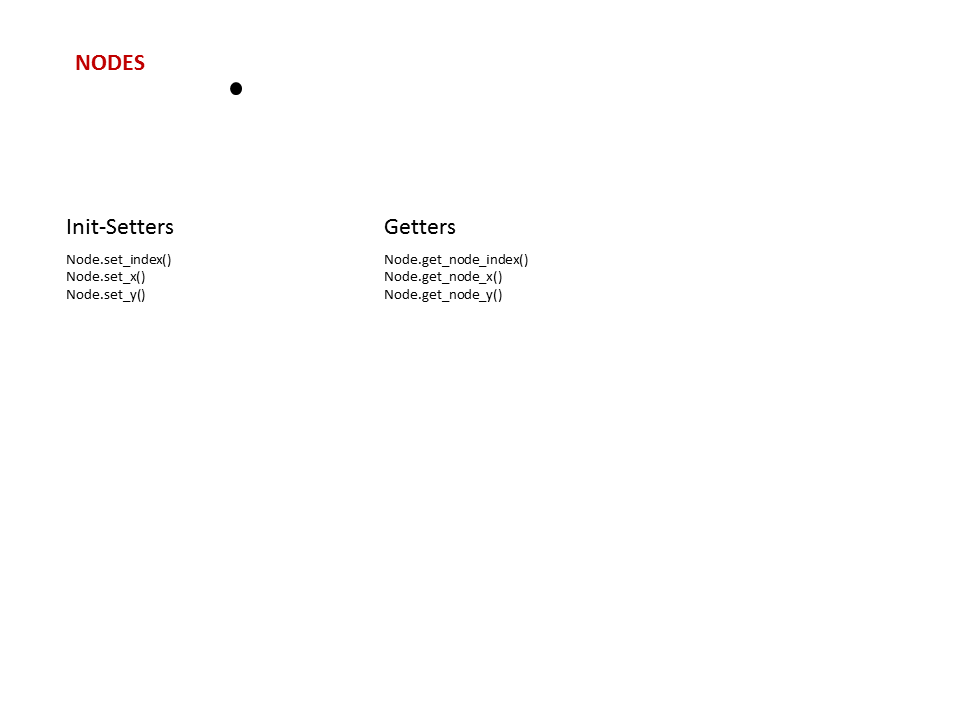 NODES
Init-Setters
Node.set_index()
Node.set_x()
Node.set_y()
Getters
Node.get_node_index()
Node.get_node_x()
Node.get_node_y()